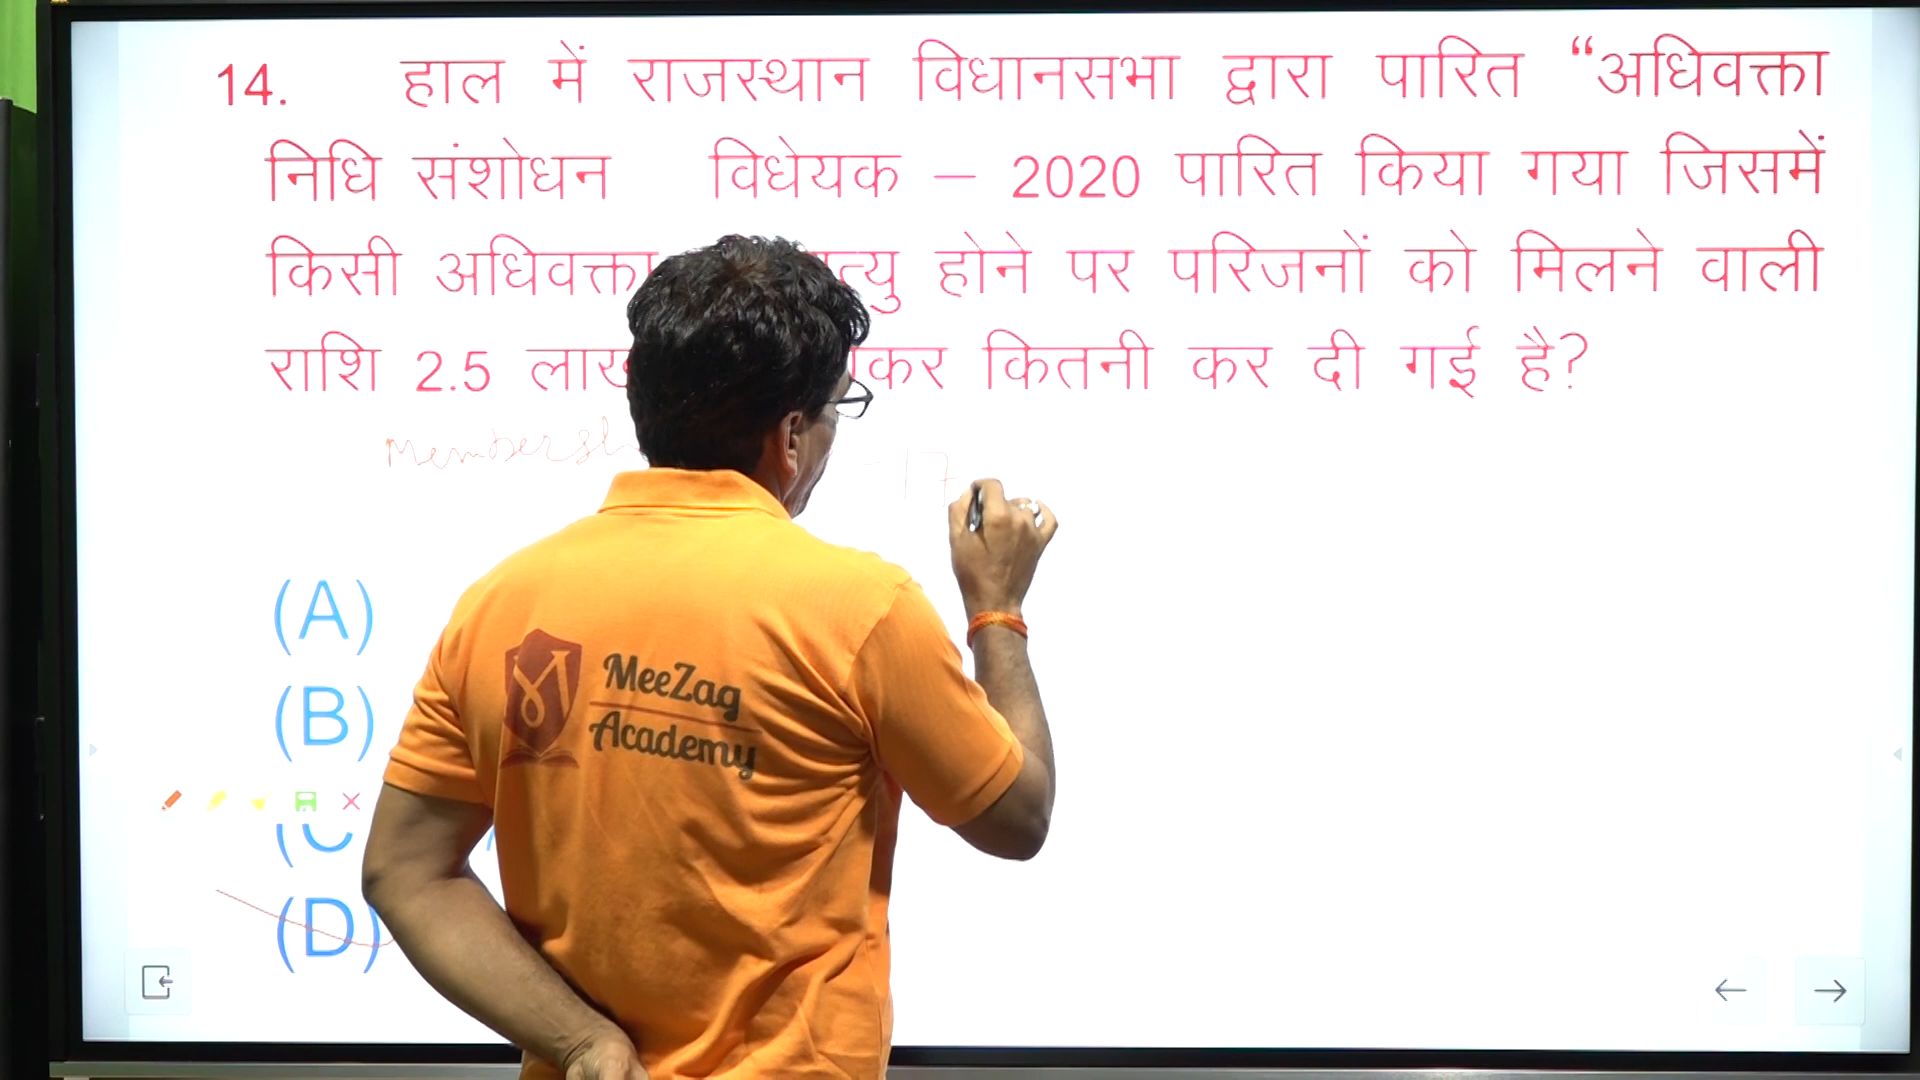 14. हाल में राजस्थान विधानसभा द्वारा पारित “अधिवक्ता
निधि संशोधन विधेयक – 2020 पारित किया गया जिसमें
किसी अधिवक्ता होने पर परिजनों को मिलने वाली
राशि 2.5 कितनी कर दी गई है?
17
(A)
(B)
(C
(D)
MeeZag
Academy